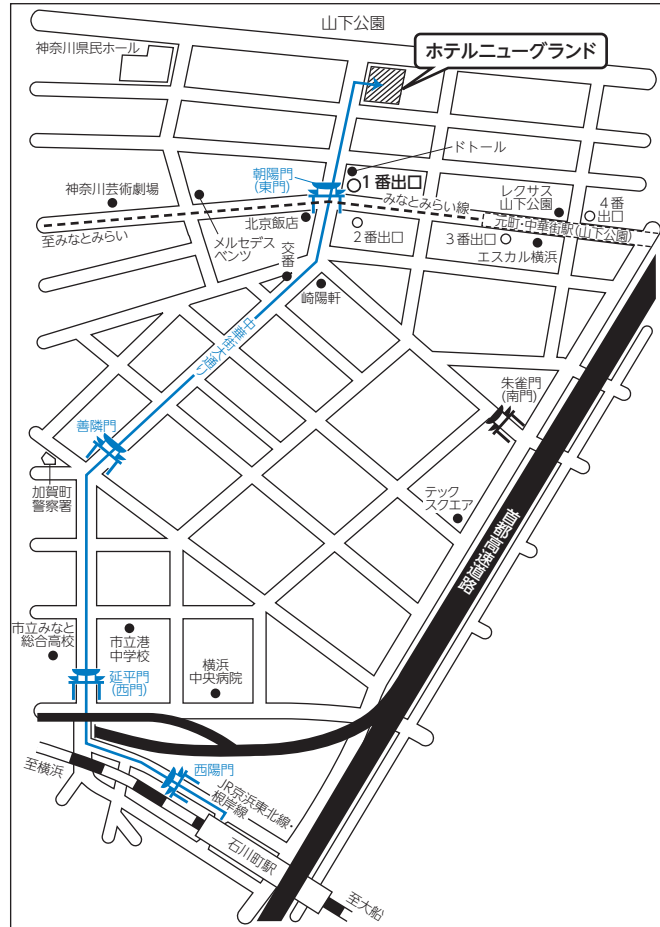 山下公園
神奈川県民ホール
ホテルニューグランド
ドトール
朝陽門
(東門)
1番出口
神奈川芸術劇場
みなとみらい線
レクサス
山下公園
4番
出口
至みなとみらい
北京飯店
メルセデス
ベンツ
2番出口
3番出口
元町・中華街駅(山下公園)
エスカル横浜
交番
崎陽軒
中華街大通り
朱雀門
(南門)
善隣門
加賀町
警察署
テック
スクエア
首都高速道路
市立みなと
総合高校
市立港
中学校
横浜
中央病院
延平門
(西門)
至横浜
西陽門
JR京浜東北線・
根岸線
石川町駅
至大船